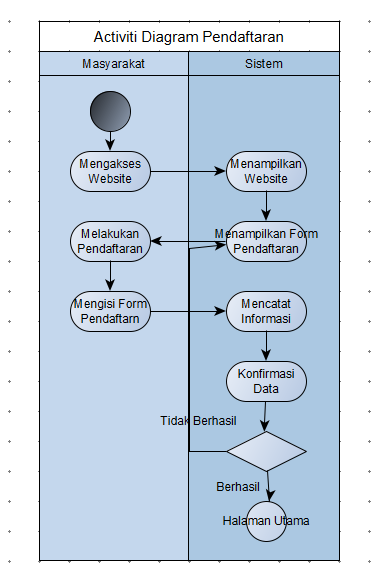 Activiti Diagram Pendaftaran
Masyarakat
Sistem
Mengakses
Website
Menampilkan
Website
Melakukan
Pendaftaran
Menampilkan Form
Pendaftaran
Mengisi Form
Pendaftarn
Mencatat
Informasi
Konfirmasi
Data
Tidak Berhasil
Berhasil
Halaman Utama